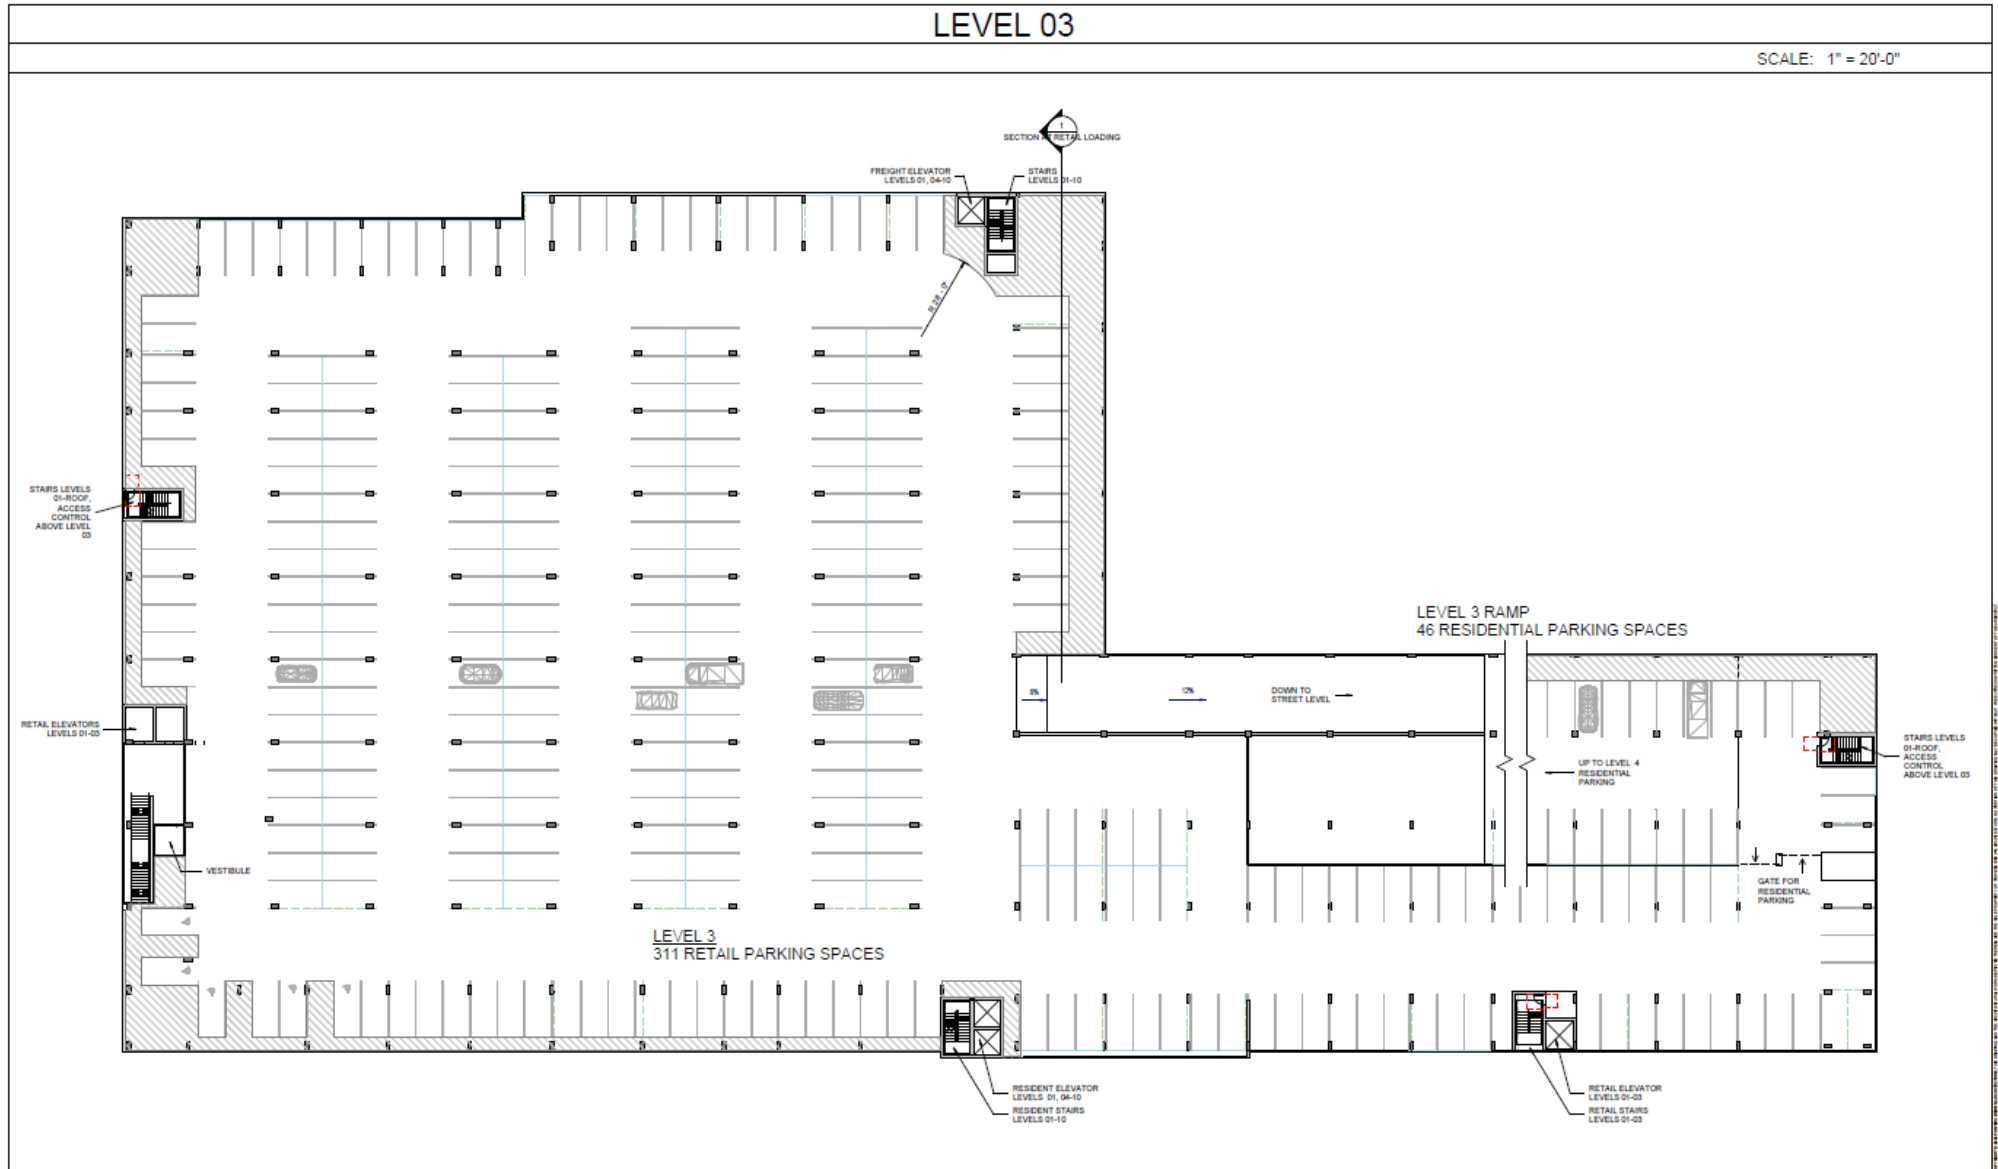 LEVEL 03
SCALE: 1" = 20'-0"
1
SECTION AT RETAIL LOADING
FREIGHT ELEVATOR
LEVELS 01, 04-10
STAIRS
LEVELS 01-10
R 28' - 0"
STAIRS LEVELS
01-ROOF,
ACCESS
CONTROL
ABOVE LEVEL
03
LEVEL 3 RAMP
46 RESIDENTIAL PARKING SPACES
12%
DOWN TO
STREET LEVEL
RETAIL ELEVATORS
LEVELS 01-03
STAIRS LEVELS
01-ROOF,
ACCESS
CONTROL
ABOVE LEVEL 03
UP TO LEVEL 4
RESIDENTIAL
PARKING
VESTIBULE
GATE FOR
RESIDENTIAL
PARKING
LEVEL 3
311 RETAIL PARKING SPACES
RESIDENT ELEVATOR
LEVELS 01, 04-10
RESIDENT STAIRS
LEVELS 01-10
RETAIL ELEVATOR
LEVELS 01-03
RETAIL STAIRS
LEVELS 01-03